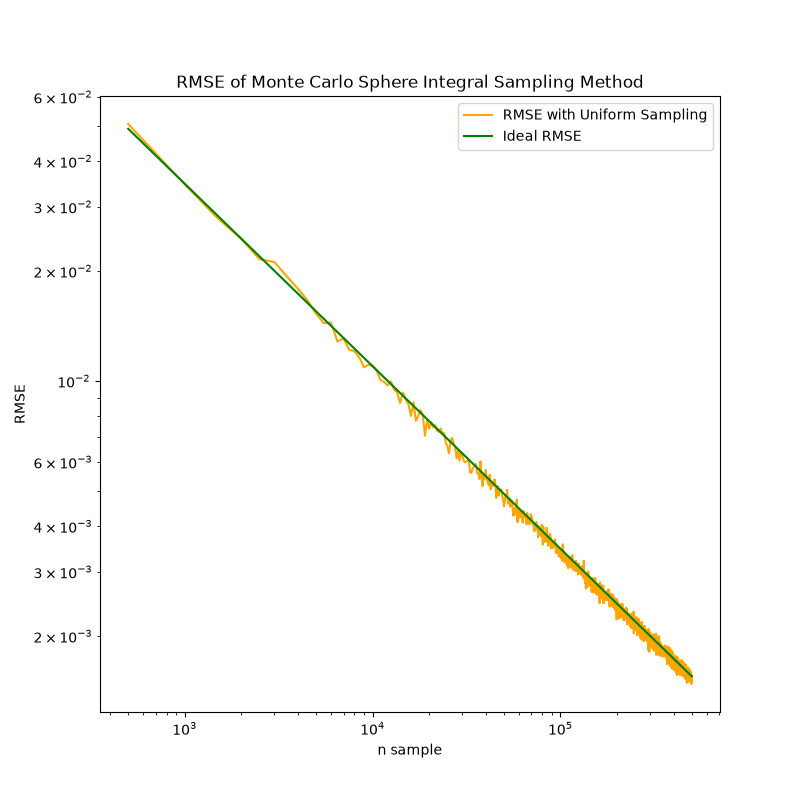 RMSE of Monte Carlo Sphere Integral Sampling Method
RMSE with Uniform Sampling
Ideal RMSE
6 × 10⁻²
4 × 10⁻²
3 × 10⁻²
2 × 10⁻²
10⁻²
6 × 10⁻³
4 × 10⁻³
3 × 10⁻³
2 × 10⁻³
RMSE
10³ 10⁴ 10⁵
n sample